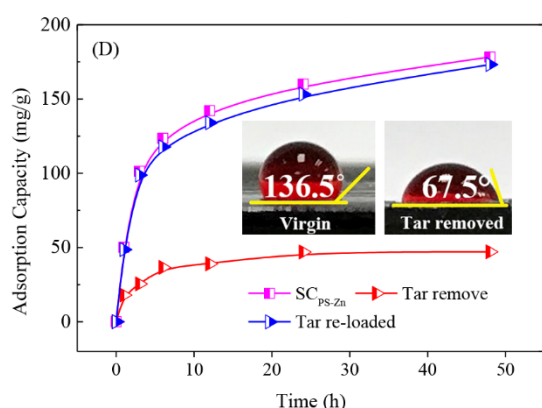 (D)
Adsorption Capacity (mg/g)
200
150
100
50
0
136.5°
Virgin
67.5°
Tar removed
SC_PS-Zn
Tar remove
Tar re-loaded
0 10 20 30 40 50
Time (h)